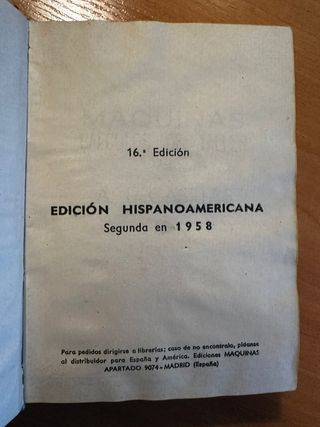 16.ª Edición
EDICIÓN HISPANOAMERICANA
Segunda en 1958
Para pedidos dirigirse a librerías; caso de no encontralo, pídanse
al distribuidor para España y América. Ediciones MAQUINAS
APARTADO 9074 - MADRID (España)